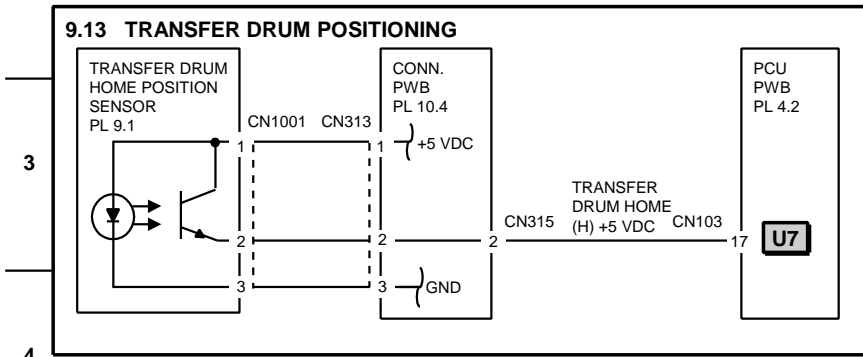 9.13 TRANSFER DRUM POSITIONING
TRANSFER DRUM
HOME POSITION
SENSOR
PL 9.1
CONN.
PWB
PL 10.4
PCU
PWB
PL 4.2
CN1001 CN313
1 1 +5 VDC
3
TRANSFER
DRUM HOME
(H) +5 VDC
CN315 CN103
2 2 2 17 U7
3 3 GND
4